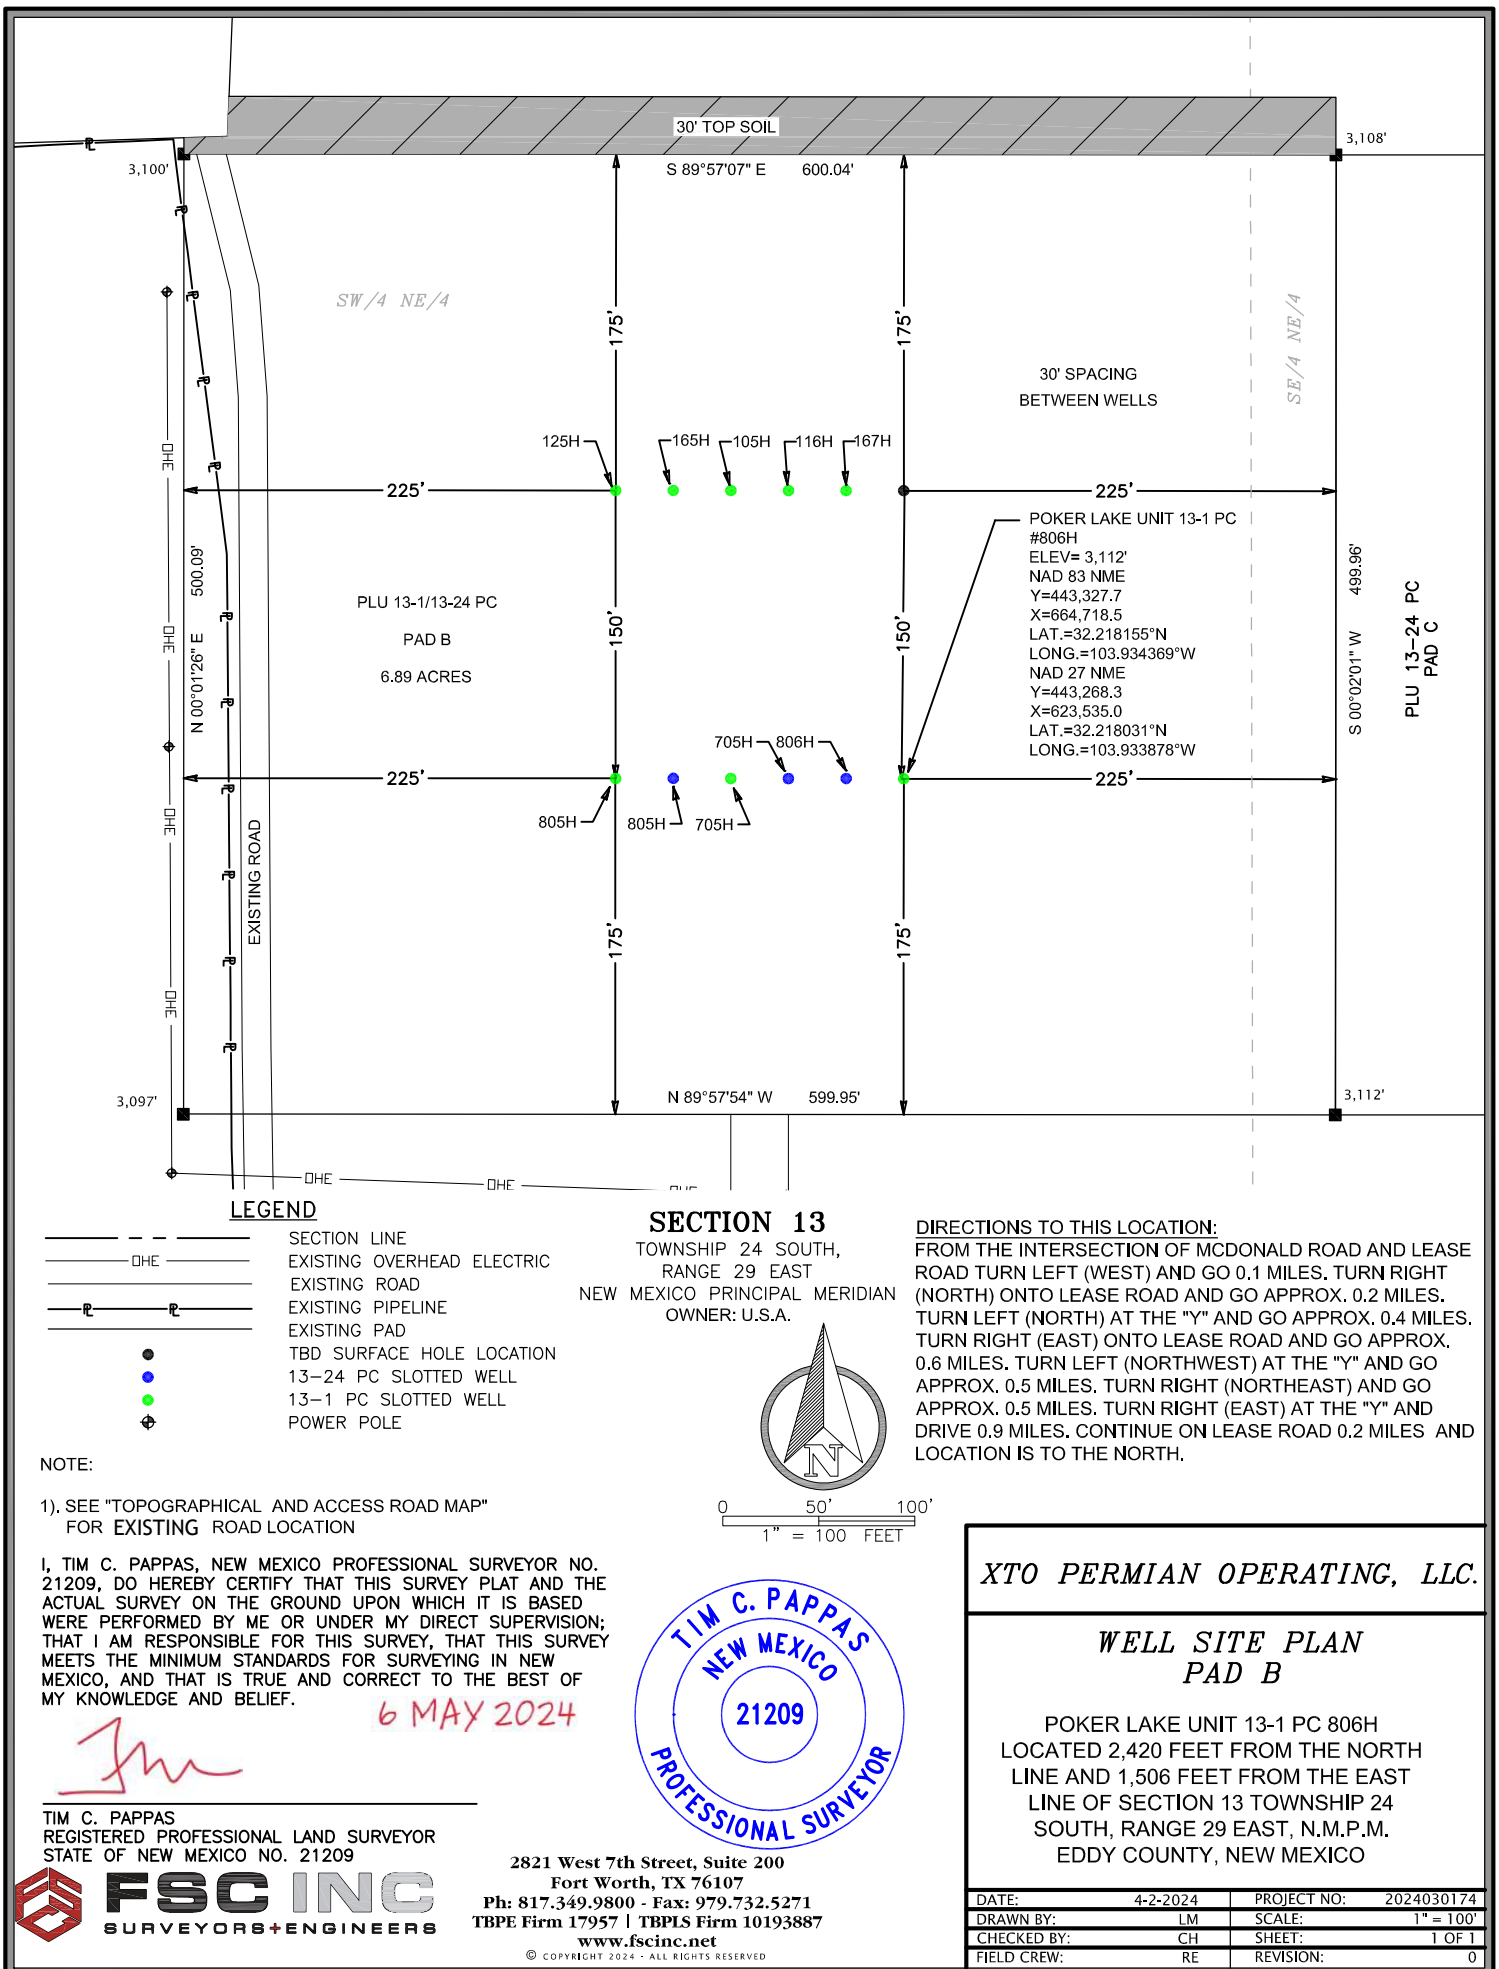 30' TOP SOIL
3,108'
3,100'
S 89°57'07" E 600.04'
SW/4 NE/4
SE/4 NE/4
175'
175'
30' SPACING
BETWEEN WELLS
125H
165H
105H
116H
167H
225'
225'
POKER LAKE UNIT 13-1 PC
#806H
ELEV= 3,112'
NAD 83 NME
Y=443,327.7
X=664,718.5
LAT.=32.218155°N
LONG.=103.934369°W
NAD 27 NME
Y=443,268.3
X=623,535.0
LAT.=32.218031°N
LONG.=103.933878°W
N 00°01'26" E 500.09'
S 00°02'01" W 499.96'
PLU 13-24 PC
PAD C
PLU 13-1/13-24 PC
PAD B
6.89 ACRES
150'
150'
OHE
OHE
OHE
OHE
PL
PL
PL
PL
PL
PL
PL
PL
PL
PL
PL
705H
806H
225'
225'
805H
805H
705H
EXISTING ROAD
175'
175'
3,097'
N 89°57'54" W 599.95'
3,112'
OHE
OHE
OHE
LEGEND
SECTION LINE
OHE EXISTING OVERHEAD ELECTRIC
EXISTING ROAD
PL PL EXISTING PIPELINE
EXISTING PAD
TBD SURFACE HOLE LOCATION
13-24 PC SLOTTED WELL
13-1 PC SLOTTED WELL
POWER POLE
SECTION 13
TOWNSHIP 24 SOUTH,
RANGE 29 EAST
NEW MEXICO PRINCIPAL MERIDIAN
OWNER: U.S.A.
DIRECTIONS TO THIS LOCATION:
FROM THE INTERSECTION OF MCDONALD ROAD AND LEASE
ROAD TURN LEFT (WEST) AND GO 0.1 MILES. TURN RIGHT
(NORTH) ONTO LEASE ROAD AND GO APPROX. 0.2 MILES.
TURN LEFT (NORTH) AT THE "Y" AND GO APPROX. 0.4 MILES.
TURN RIGHT (EAST) ONTO LEASE ROAD AND GO APPROX.
0.6 MILES. TURN LEFT (NORTHWEST) AT THE "Y" AND GO
APPROX. 0.5 MILES. TURN RIGHT (NORTHEAST) AND GO
APPROX. 0.5 MILES. TURN RIGHT (EAST) AT THE "Y" AND
DRIVE 0.9 MILES. CONTINUE ON LEASE ROAD 0.2 MILES AND
LOCATION IS TO THE NORTH.
N
0 50' 100'
1" = 100 FEET
NOTE:
1). SEE "TOPOGRAPHICAL AND ACCESS ROAD MAP"
FOR EXISTING ROAD LOCATION
I, TIM C. PAPPAS, NEW MEXICO PROFESSIONAL SURVEYOR NO.
21209, DO HEREBY CERTIFY THAT THIS SURVEY PLAT AND THE
ACTUAL SURVEY ON THE GROUND UPON WHICH IT IS BASED
WERE PERFORMED BY ME OR UNDER MY DIRECT SUPERVISION;
THAT I AM RESPONSIBLE FOR THIS SURVEY, THAT THIS SURVEY
MEETS THE MINIMUM STANDARDS FOR SURVEYING IN NEW
MEXICO, AND THAT IS TRUE AND CORRECT TO THE BEST OF
MY KNOWLEDGE AND BELIEF.
6 MAY 2024
TIM C. PAPPAS
REGISTERED PROFESSIONAL LAND SURVEYOR
STATE OF NEW MEXICO NO. 21209
TIM C. PAPPAS
NEW MEXICO
21209
PROFESSIONAL SURVEYOR
FSC INC
SURVEYORS+ENGINEERS
2821 West 7th Street, Suite 200
Fort Worth, TX 76107
Ph: 817.349.9800 - Fax: 979.732.5271
TBPE Firm 17957 | TBPLS Firm 10193887
www.fscinc.net
© COPYRIGHT 2024 - ALL RIGHTS RESERVED
XTO PERMIAN OPERATING, LLC.
WELL SITE PLAN
PAD B
POKER LAKE UNIT 13-1 PC 806H
LOCATED 2,420 FEET FROM THE NORTH
LINE AND 1,506 FEET FROM THE EAST
LINE OF SECTION 13 TOWNSHIP 24
SOUTH, RANGE 29 EAST, N.M.P.M.
EDDY COUNTY, NEW MEXICO
DATE: 4-2-2024 PROJECT NO: 2024030174
DRAWN BY: LM SCALE: 1" = 100'
CHECKED BY: CH SHEET: 1 OF 1
FIELD CREW: RE REVISION: 0